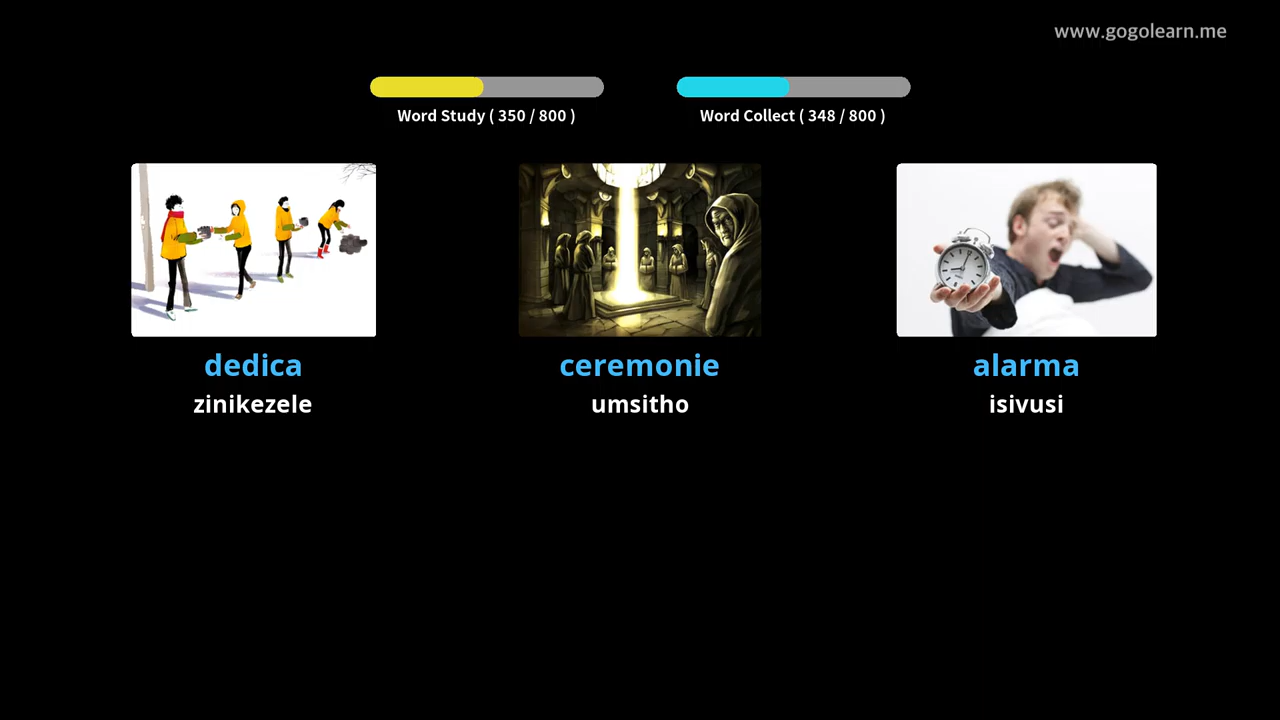 www.gogolearn.me
Word Study ( 350 / 800 )
Word Collect ( 348 / 800 )
dedica
ceremonie
alarma
zinikezele
umsitho
isivusi